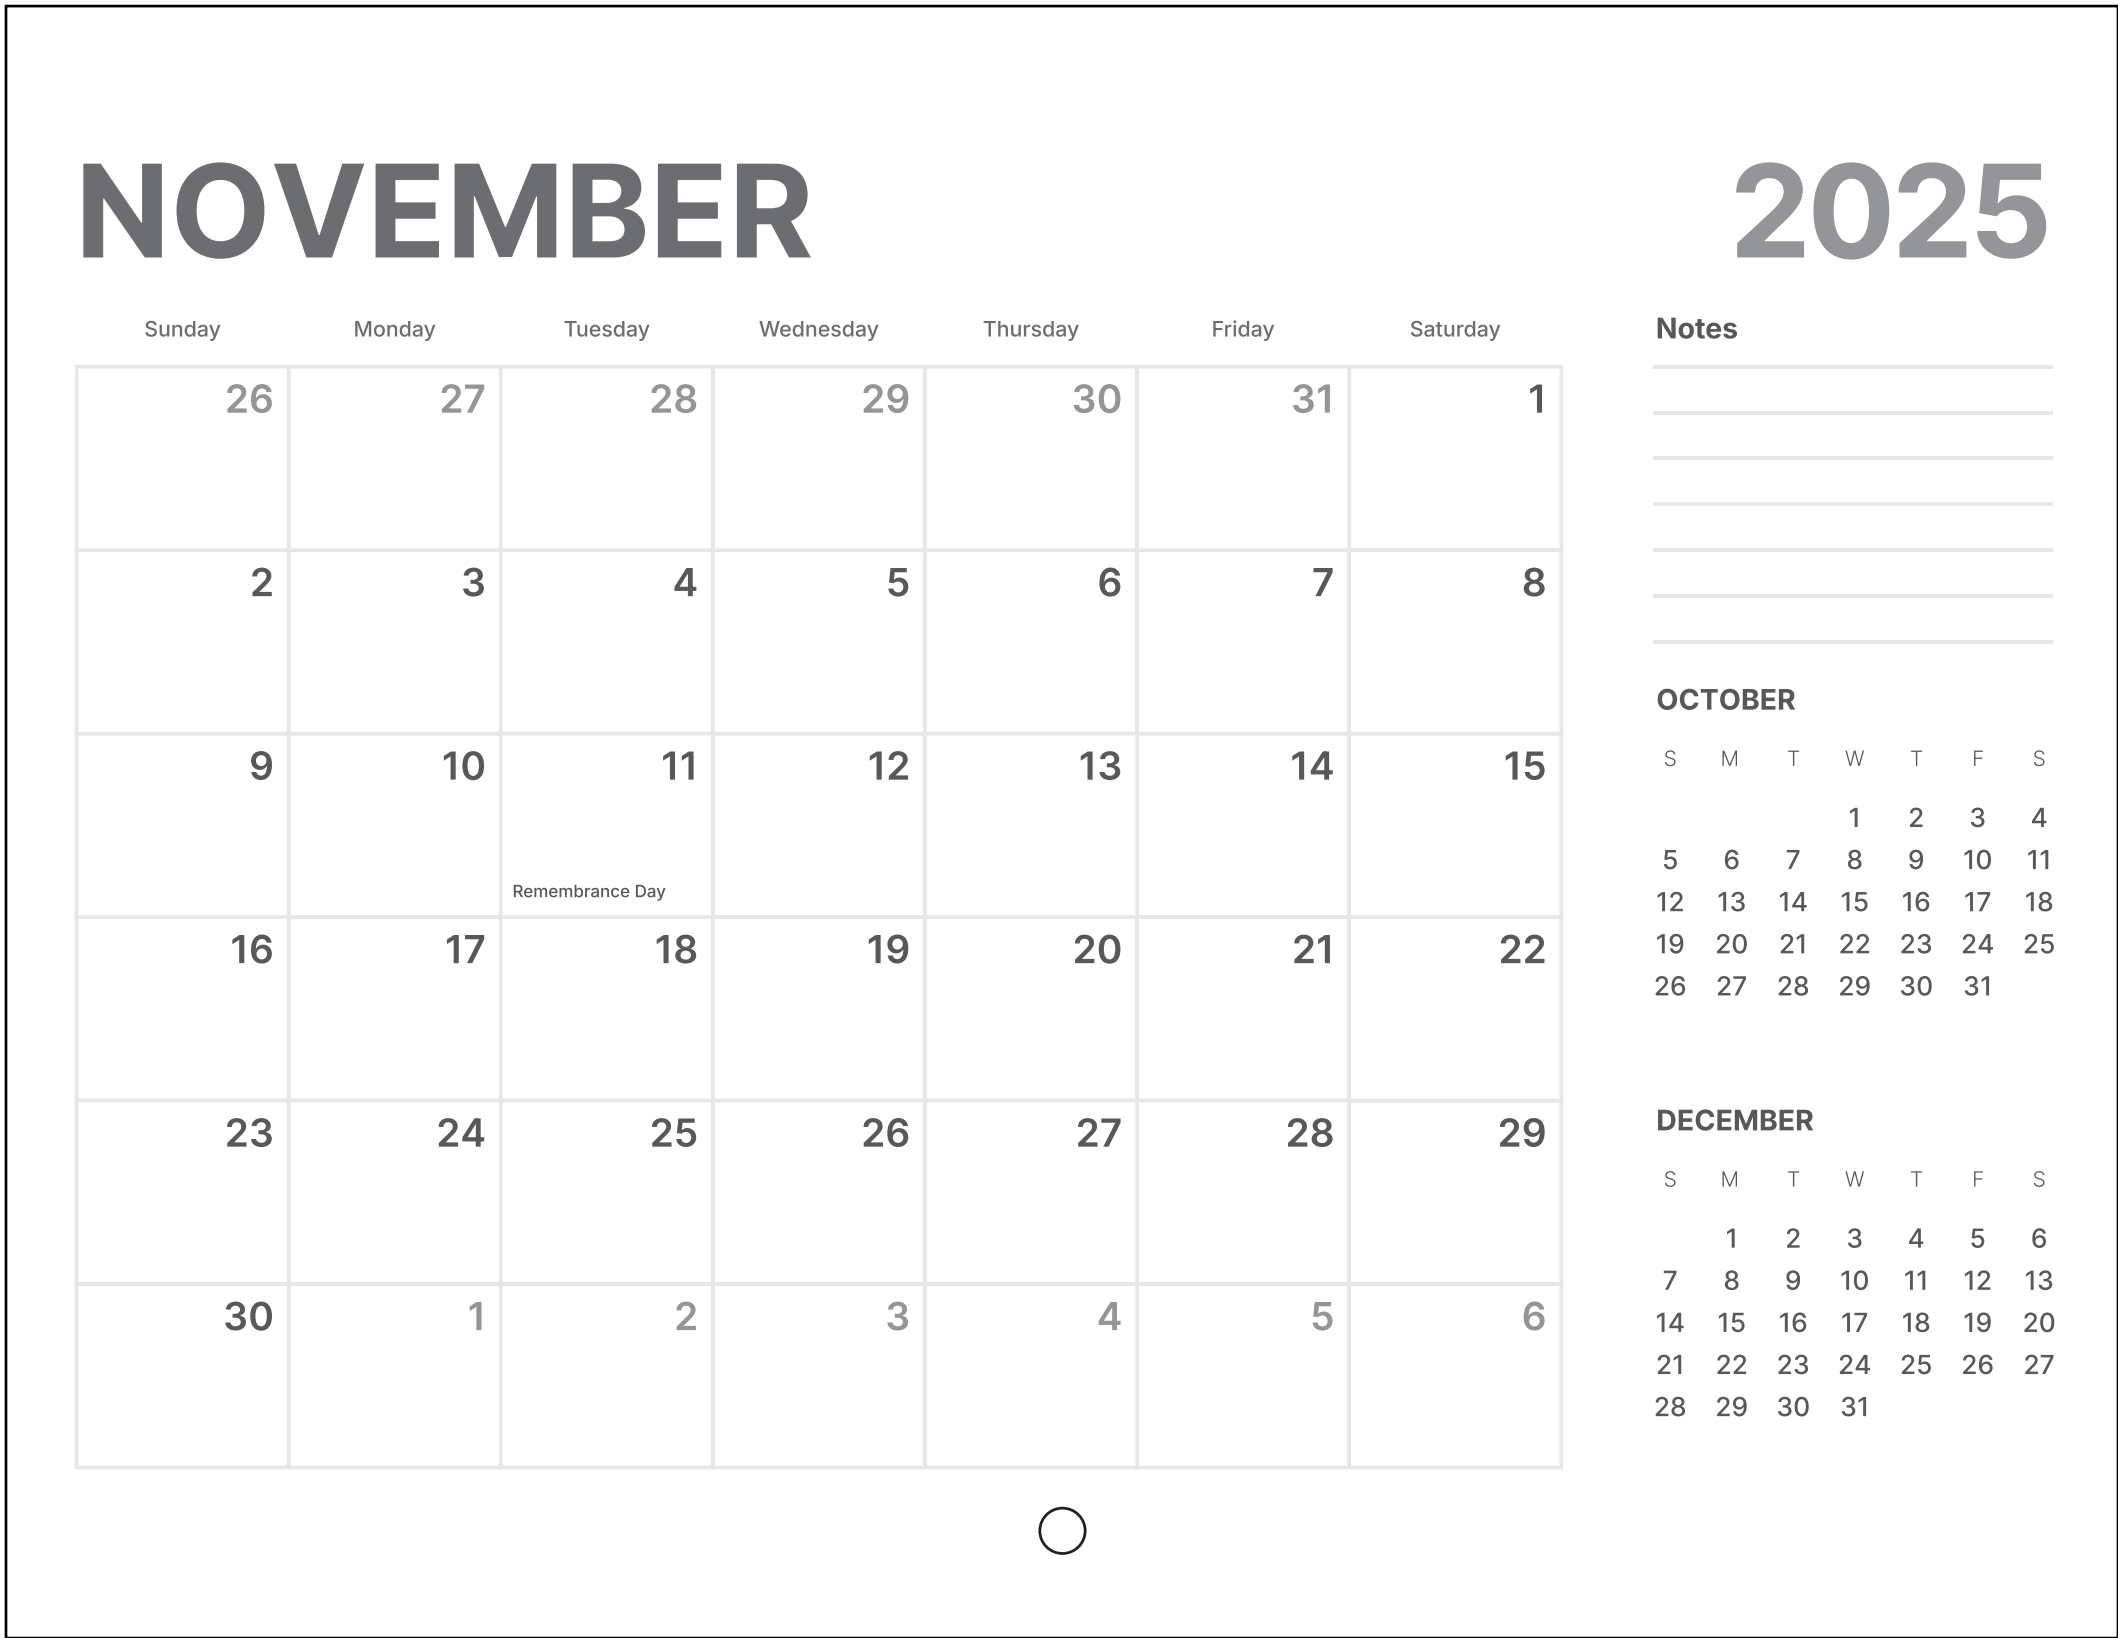 NOVEMBER 2025
Sunday Monday Tuesday Wednesday Thursday Friday Saturday
26 27 28 29 30 31 1
2 3 4 5 6 7 8
9 10 11 12 13 14 15
Remembrance Day
16 17 18 19 20 21 22
23 24 25 26 27 28 29
30 1 2 3 4 5 6
Notes
OCTOBER
S M T W T F S
1 2 3 4
5 6 7 8 9 10 11
12 13 14 15 16 17 18
19 20 21 22 23 24 25
26 27 28 29 30 31
DECEMBER
S M T W T F S
1 2 3 4 5 6
7 8 9 10 11 12 13
14 15 16 17 18 19 20
21 22 23 24 25 26 27
28 29 30 31